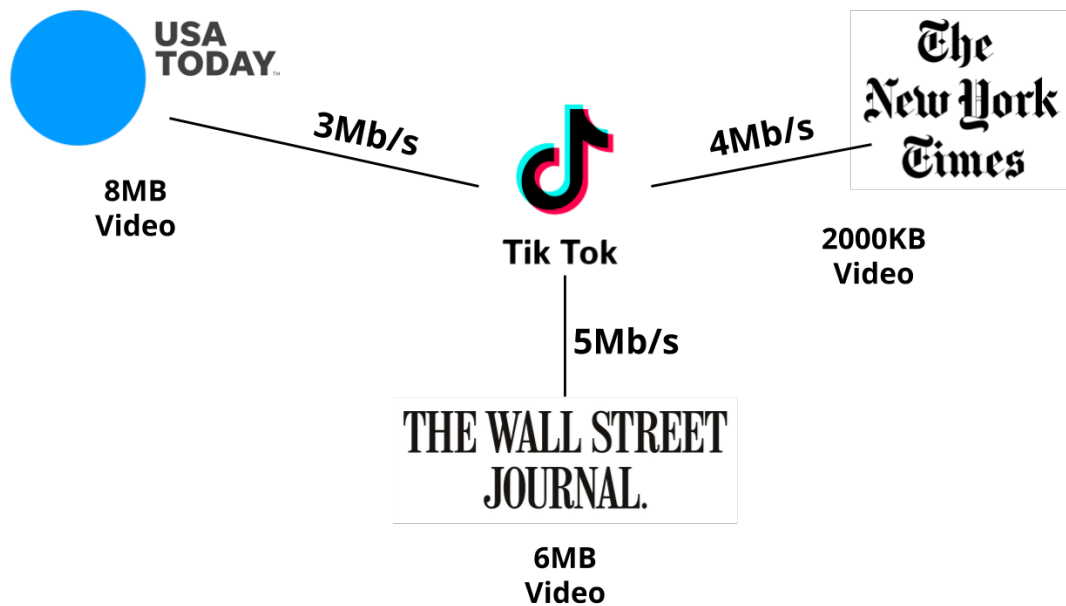 USA
TODAY™
3Mb/s
8MB
Video
Tik Tok
4Mb/s
The
New York
Times
2000KB
Video
5Mb/s
THE WALL STREET
JOURNAL.
6MB
Video